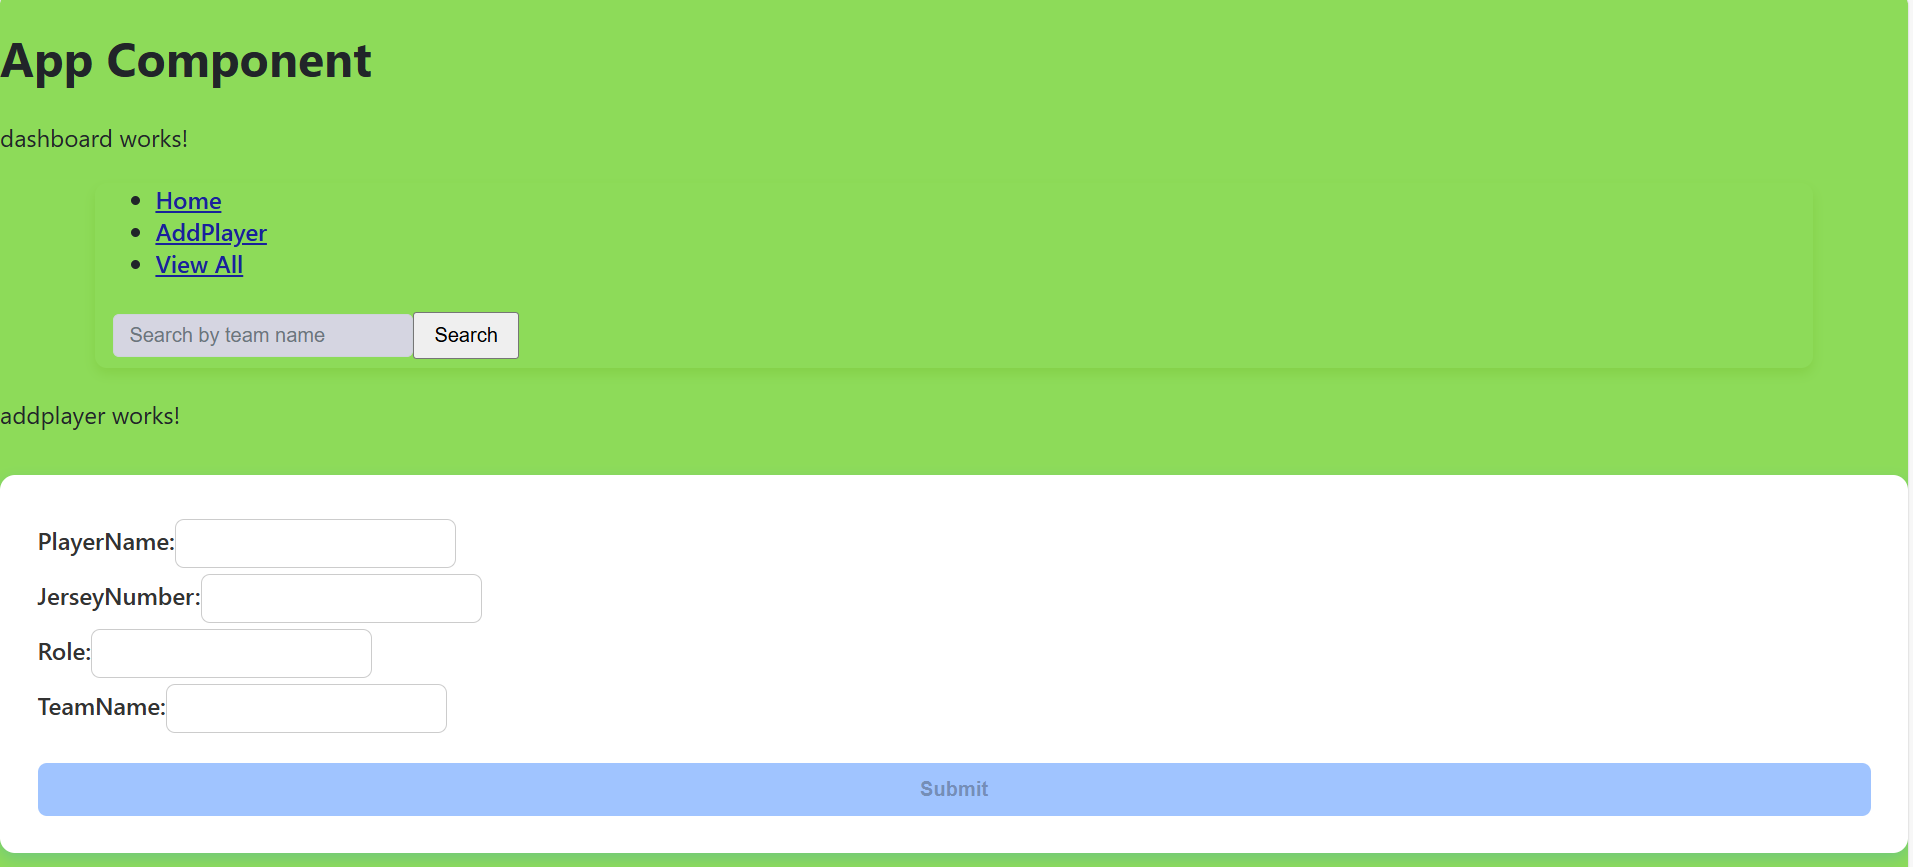 App Component
dashboard works!
Home
AddPlayer
View All
Search by team name Search
addplayer works!
PlayerName:
JerseyNumber:
Role:
TeamName:
Submit